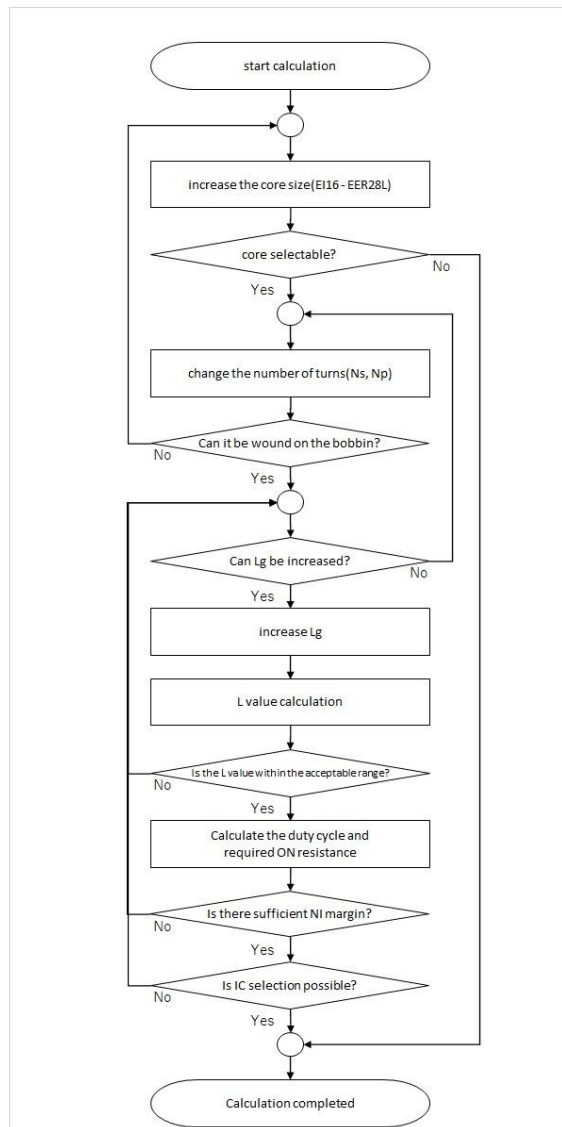 start calculation
increase the core size(EI16 - EER28L)
core selectable?
No
Yes
change the number of turns(Ns, Np)
Can it be wound on the bobbin?
No
Yes
Can Lg be increased?
No
Yes
increase Lg
L value calculation
Is the L value within the acceptable range?
No
Yes
Calculate the duty cycle and
required ON resistance
Is there sufficient NI margin?
No
Yes
Is IC selection possible?
No
Yes
Calculation completed